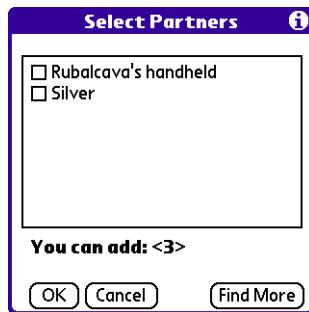 Select Partners
Rubalcava's handheld
Silver
You can add: <3>
OK Cancel Find More